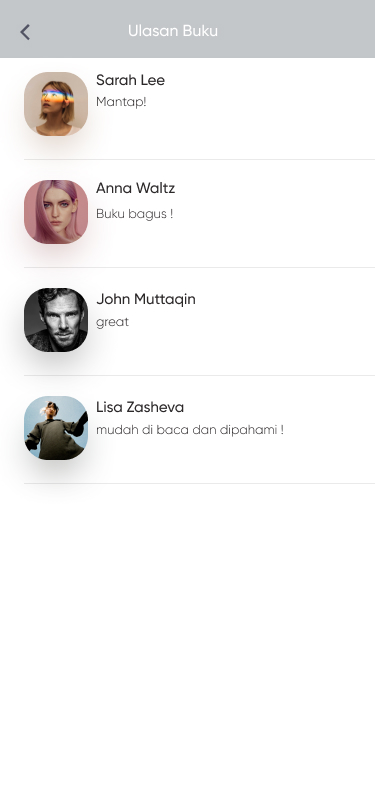 Ulasan Buku
Sarah Lee
Mantap!
Anna Waltz
Buku bagus !
John Muttaqin
great
Lisa Zasheva
mudah di baca dan dipahami !